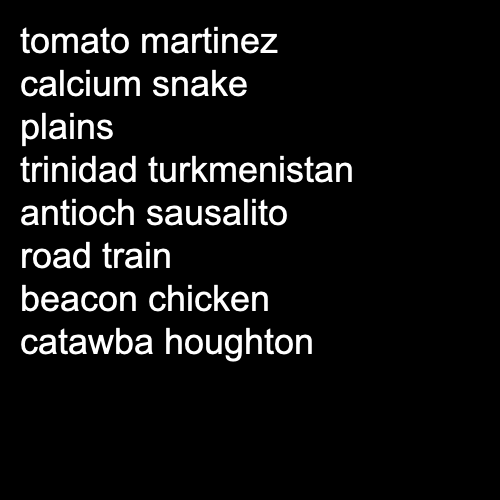 tomato martinez
calcium snake
plains
trinidad turkmenistan
antioch sausalito
road train
beacon chicken
catawba houghton